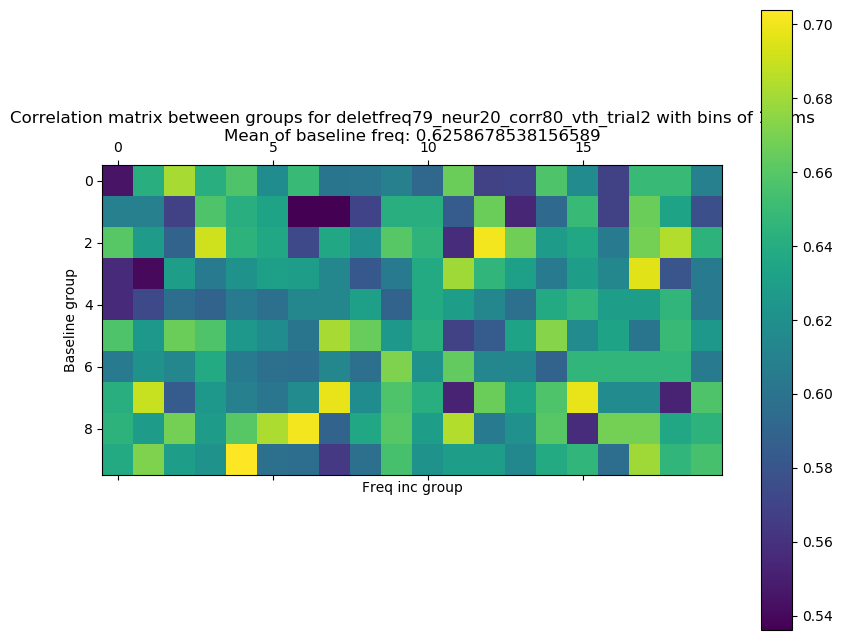 Correlation matrix between groups for deletfreq79_neur20_corr80_vth_trial2 with bins of
Mean of baseline freq: 0.6258678538156589
0 5 10 15
0
2
4
6
8
Baseline group
Freq inc group
0.70
0.68
0.66
0.64
0.62
0.60
0.58
0.56
0.54